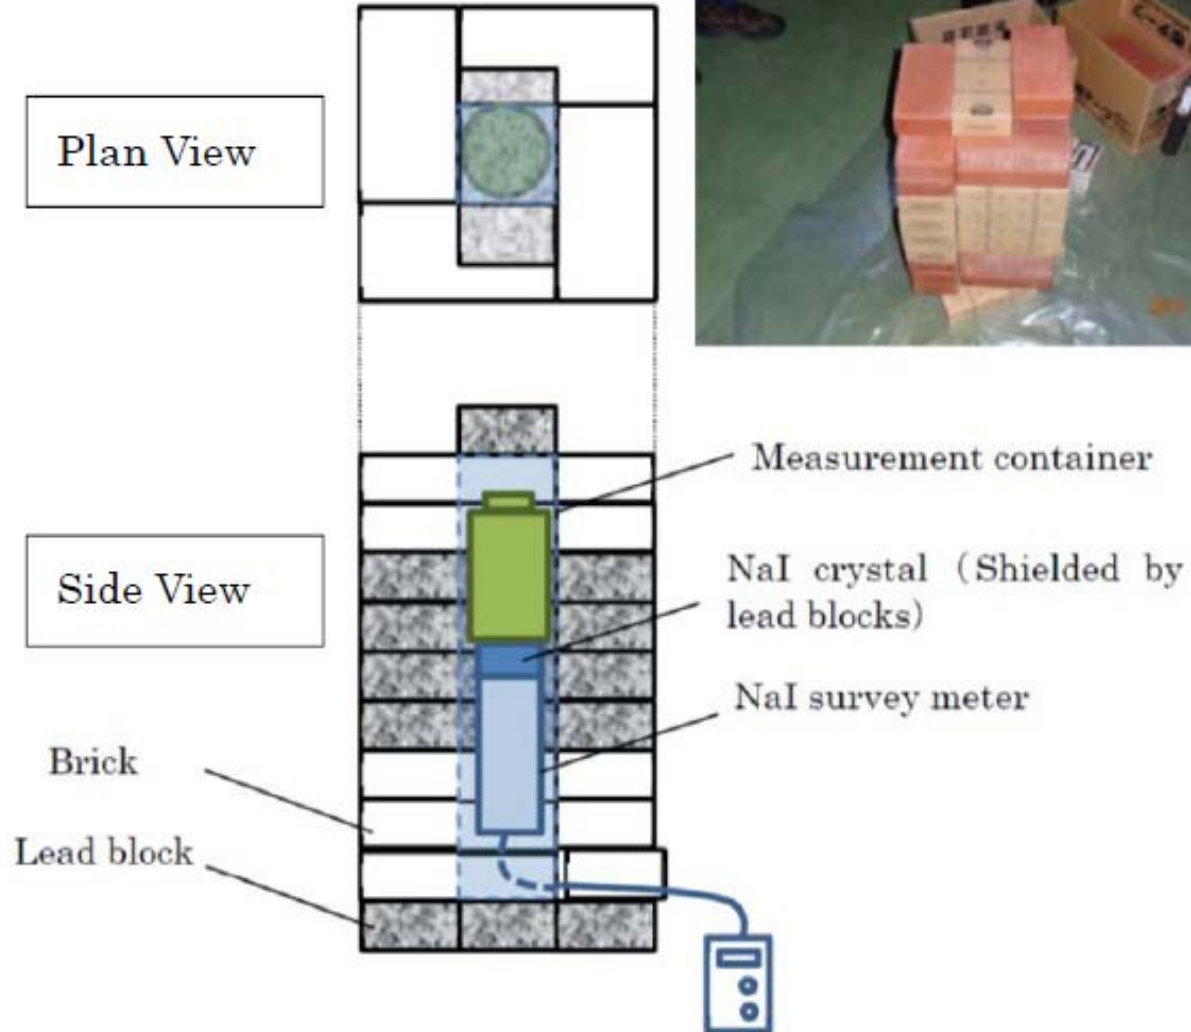 Plan View
Measurement container
Side View
NaI crystal（Shielded by
lead blocks）
NaI survey meter
Brick
Lead block